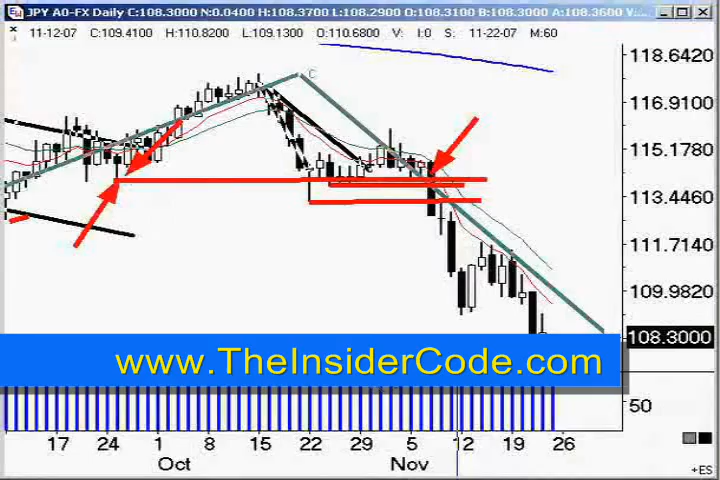 JPY A0-FX Daily C:108.3000 N:0.0400 H:108.3700 L:108.2900 O:108.3100 B:108.3000 A:108.3600 V:...
11-12-07 C:109.4100 H:110.8200 L:109.1300 O:110.6800 V: I:0 S: 11-22-07 M:60
118.6420
C
116.9100
115.1780
113.4460
111.7140
109.9820
108.3000
www.TheInsiderCode.com
50
17 24 1 8 15 22 29 5 12 19 26
Oct Nov
+ES